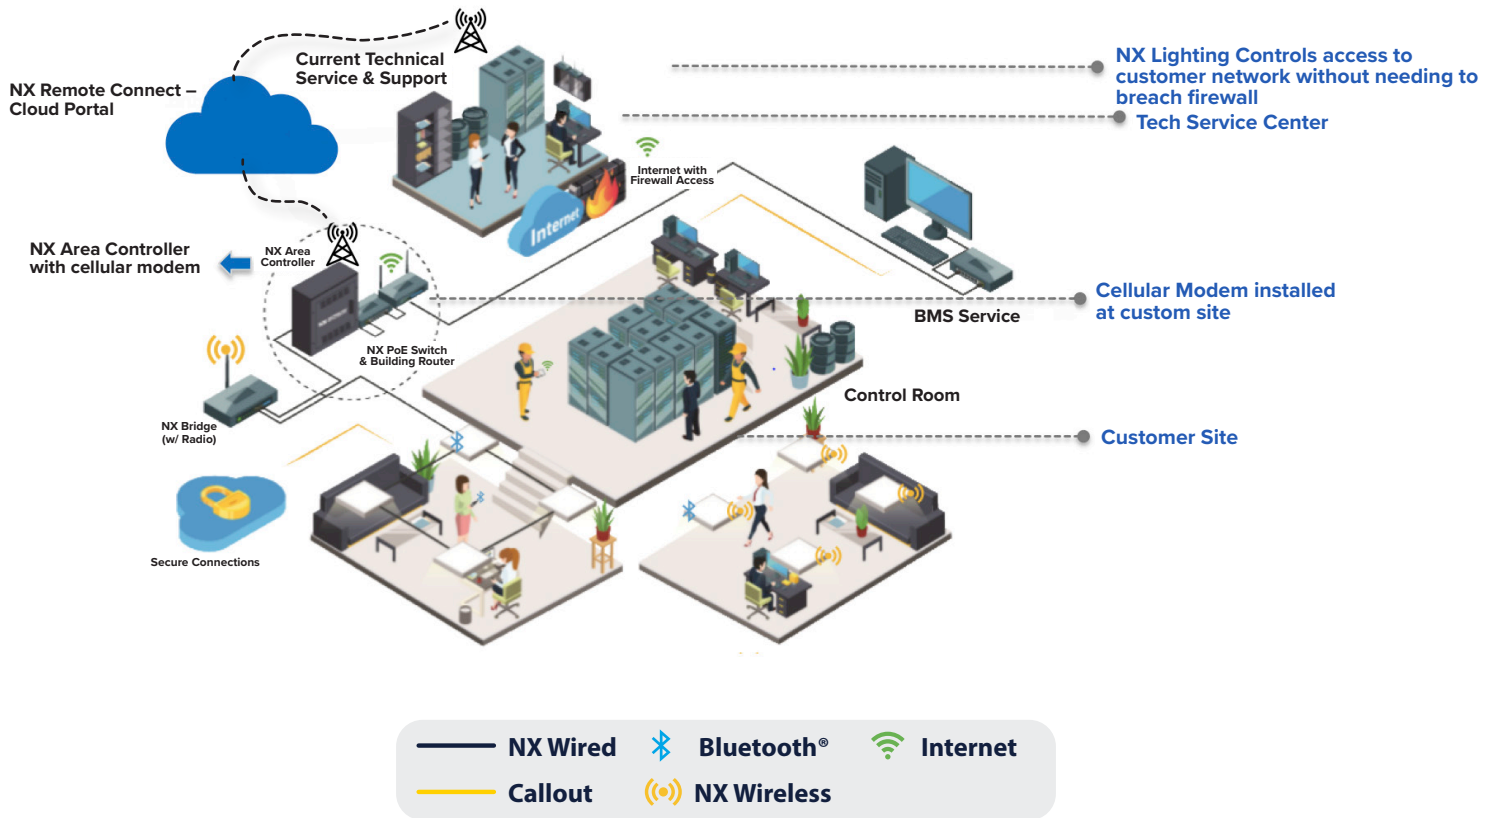 Current Technical
Service & Support
NX Remote Connect –
Cloud Portal
NX Lighting Controls access to
customer network without needing to
breach firewall
Tech Service Center
Internet with
Firewall Access
Internet
NX Area Controller
with cellular modem
NX Area
Controller
Cellular Modem installed
at custom site
BMS Service
NX PoE Switch
& Building Router
Control Room
NX Bridge
(w/ Radio)
Customer Site
Secure Connections
NX Wired
Bluetooth®
Internet
Callout
NX Wireless